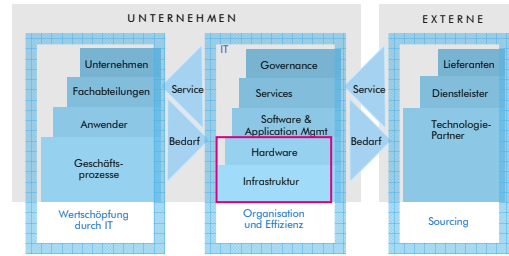 UNTERNEHMEN
EXTERNE
Unternehmen
Fachabteilungen
Anwender
Geschäfts-
prozesse
Wertschöpfung
durch IT
Service
Bedarf
IT
Governance
Services
Software &
Application Mgmt
Hardware
Infrastruktur
Organisation
und Effizienz
Service
Bedarf
Lieferanten
Dienstleister
Technologie-
Partner
Sourcing